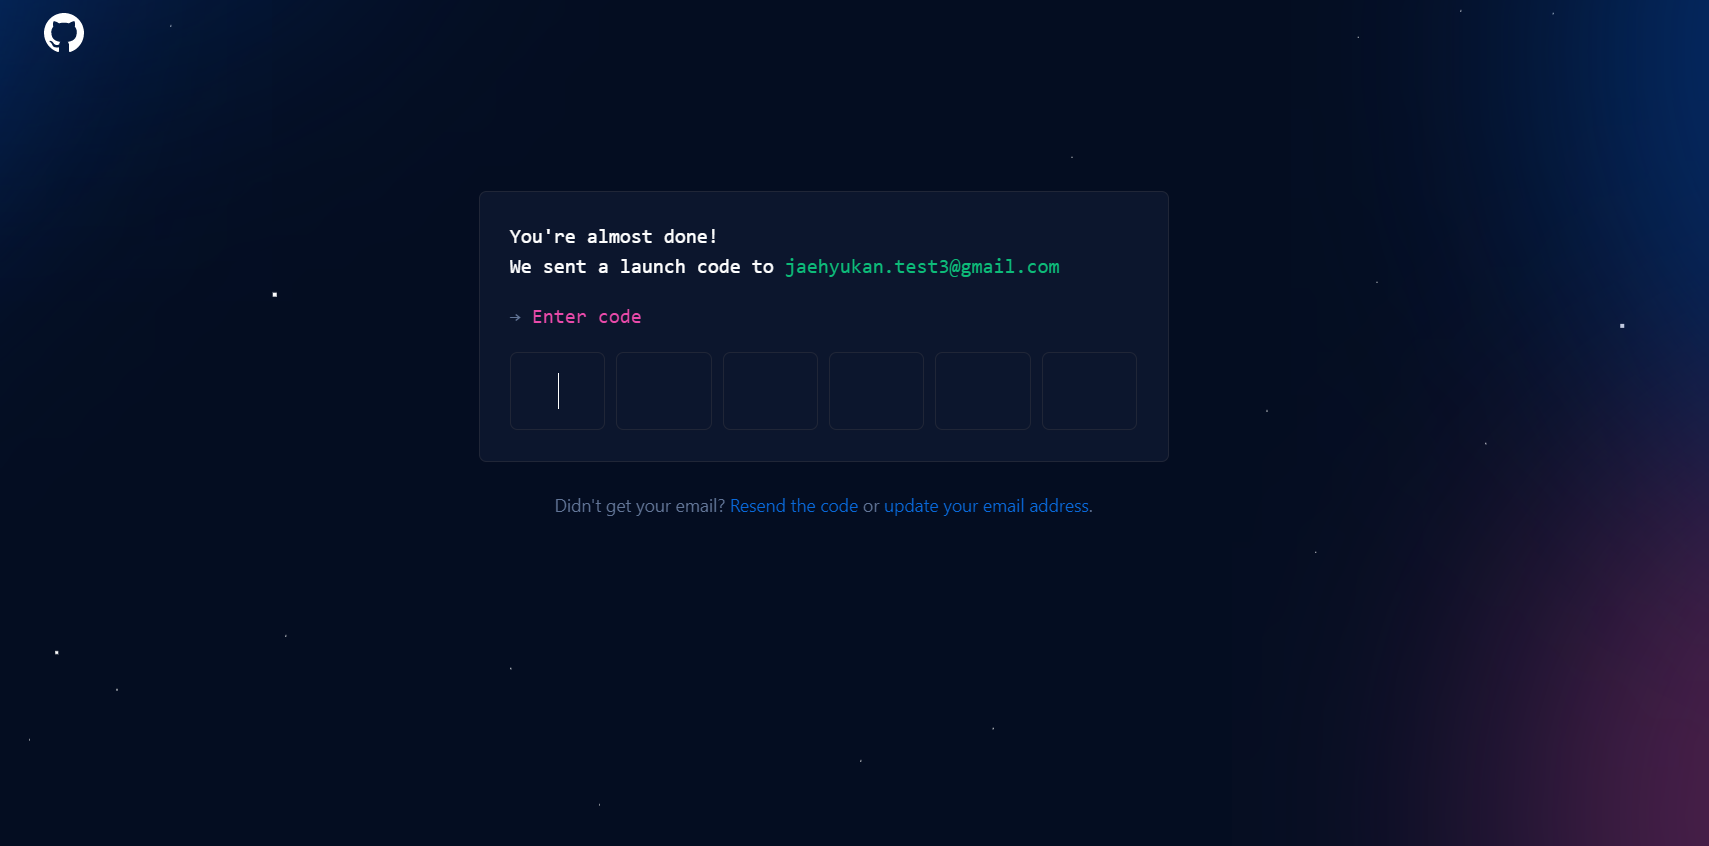 You're almost done!
We sent a launch code to jaehyukan.test3@gmail.com
→ Enter code
Didn't get your email? Resend the code or update your email address.